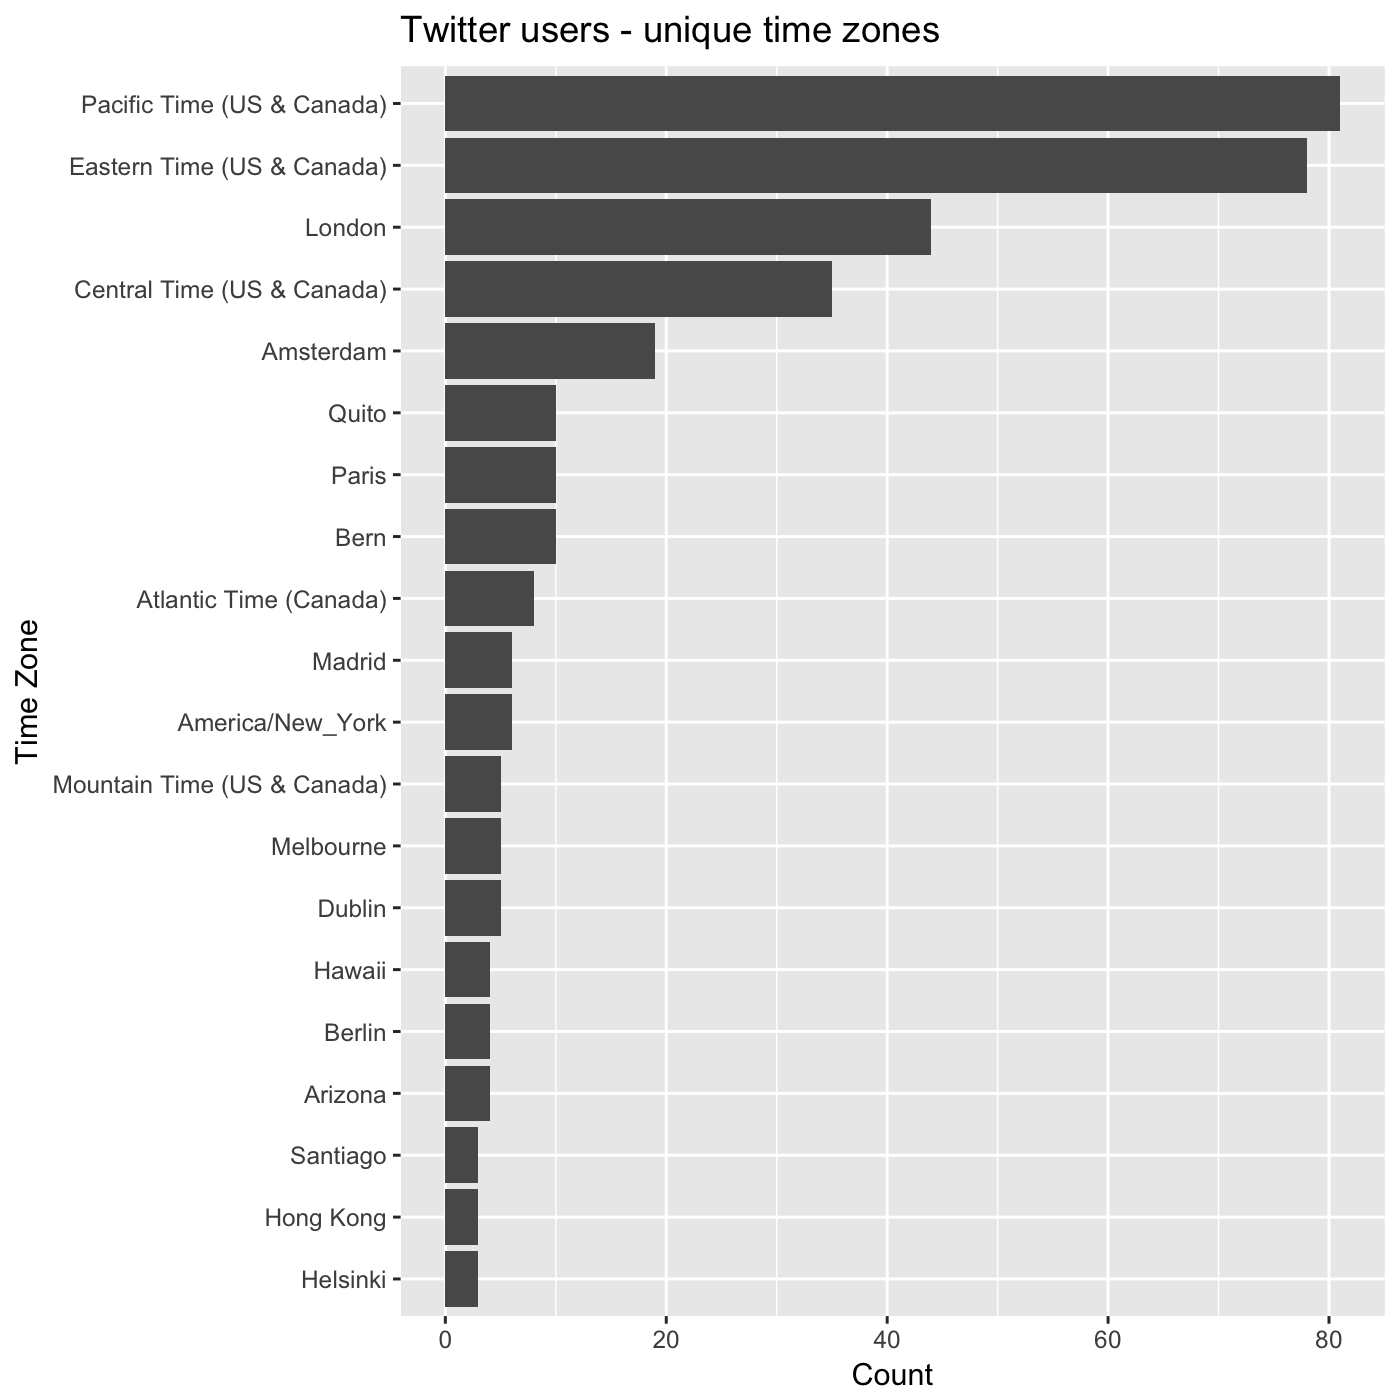 Twitter users - unique time zones
Pacific Time (US & Canada)
Eastern Time (US & Canada)
London
Central Time (US & Canada)
Amsterdam
Quito
Paris
Bern
Atlantic Time (Canada)
Madrid
America/New_York
Mountain Time (US & Canada)
Melbourne
Dublin
Hawaii
Berlin
Arizona
Santiago
Hong Kong
Helsinki
Time Zone
0 20 40 60 80
Count